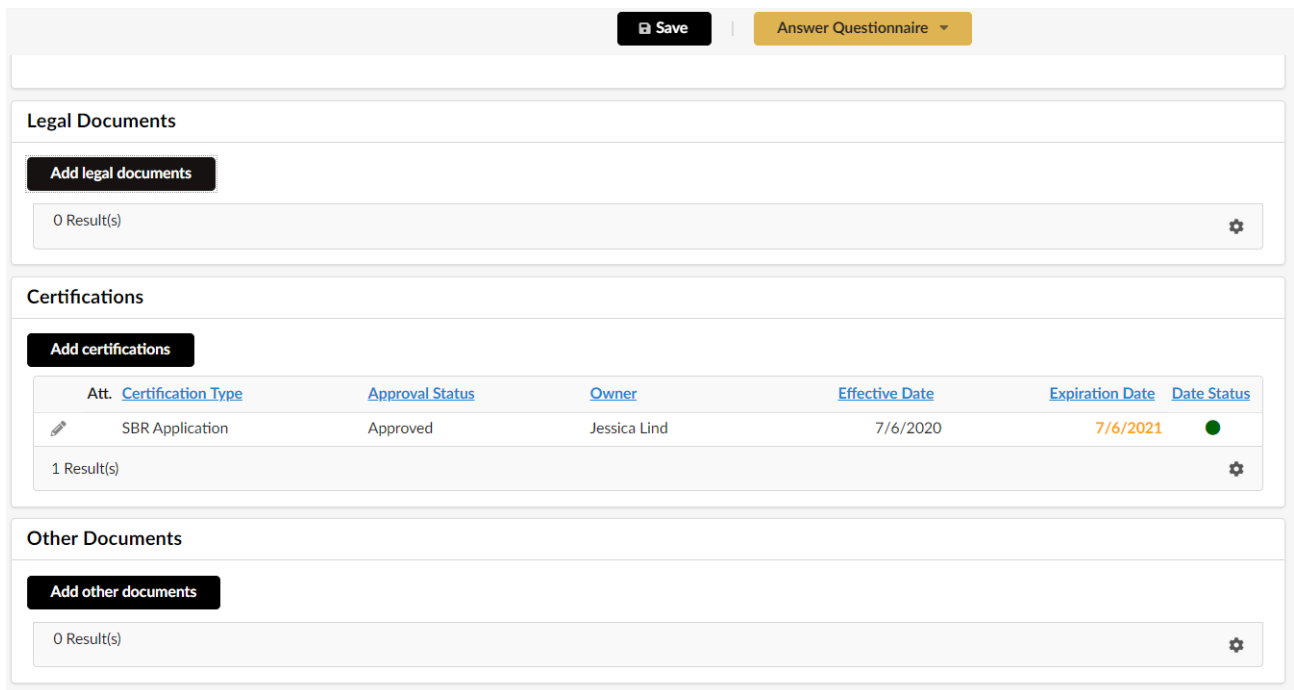 Save | Answer Questionnaire
Legal Documents
Add legal documents
0 Result(s)
Certifications
Add certifications
Att. Certification Type Approval Status Owner Effective Date Expiration Date Date Status
SBR Application Approved Jessica Lind 7/6/2020 7/6/2021
1 Result(s)
Other Documents
Add other documents
0 Result(s)